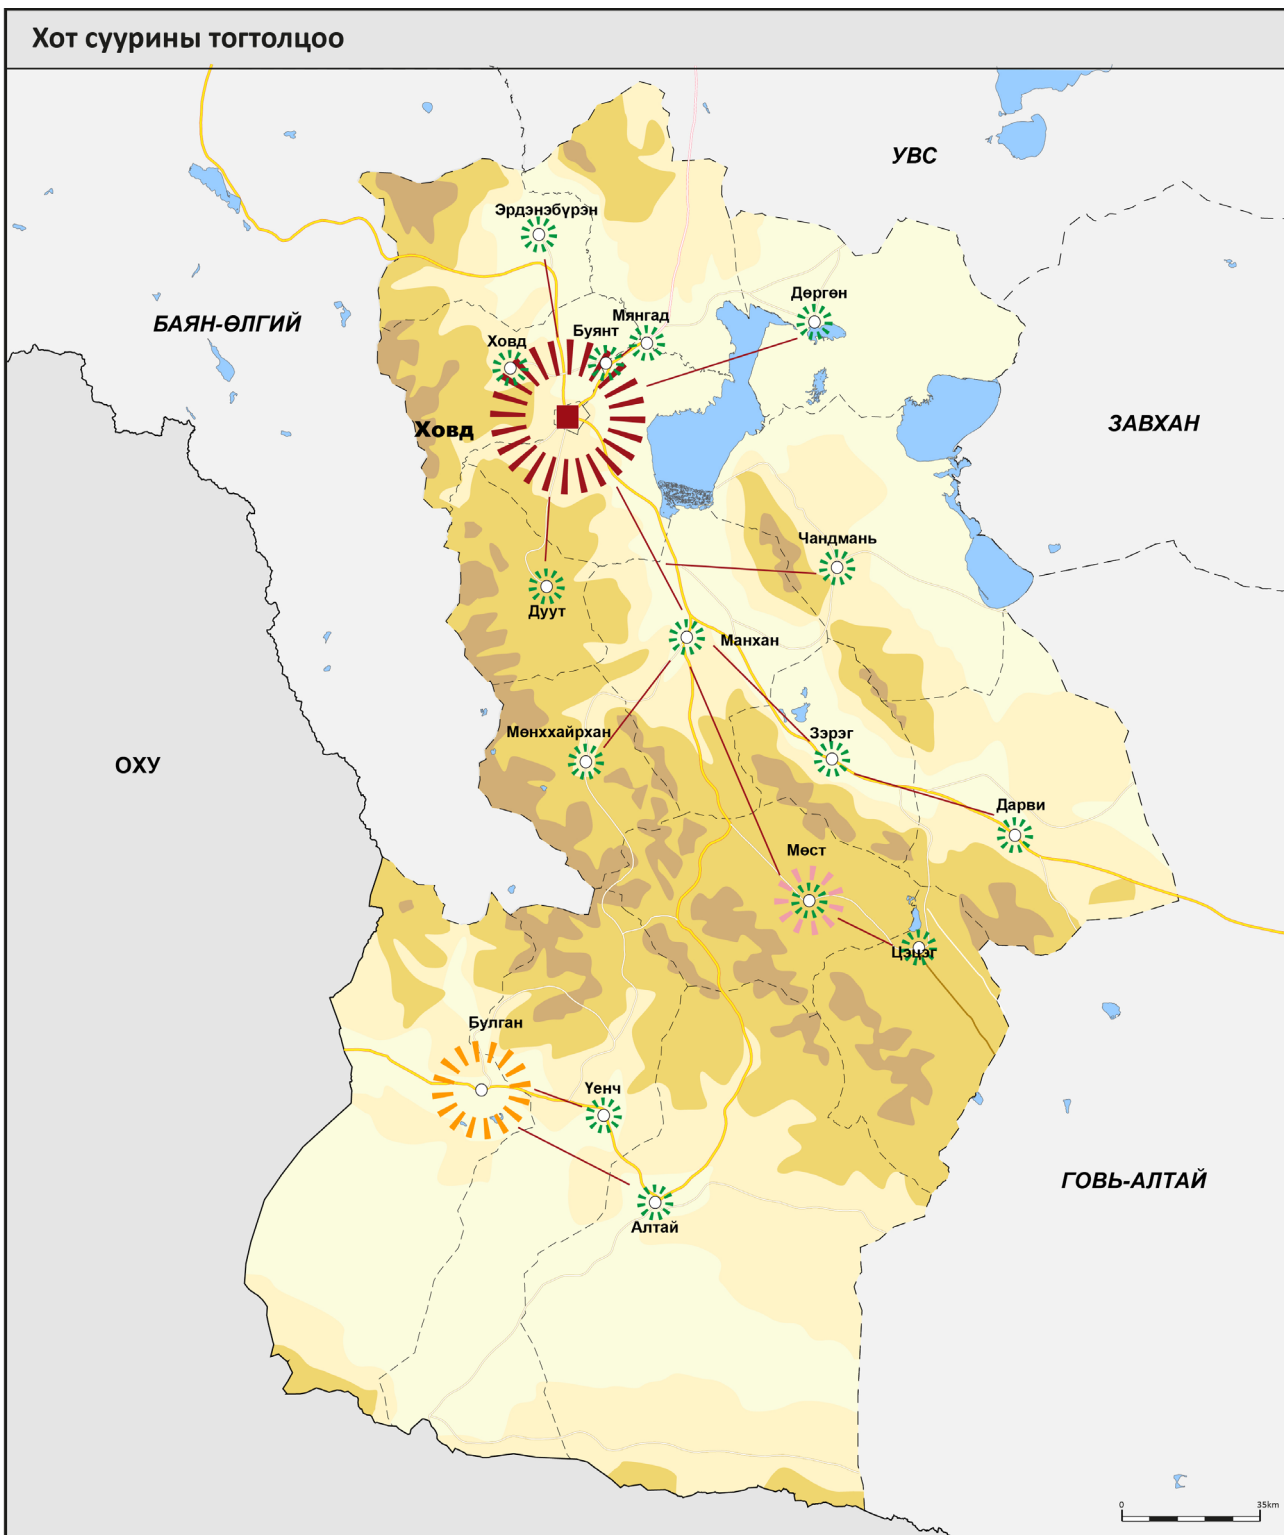 Хот суурины тогтолцоо
УВС
Эрдэнэбүрэн
БАЯН-ӨЛГИЙ
Дөргөн
Мянгад
Буянт
Ховд
Ховд
ЗАВХАН
Чандмань
Дуут
Манхан
Мөнххайрхан
Зэрэг
ОХУ
Дарви
Мөст
Цэцэг
Булган
Үенч
ГОВЬ-АЛТАЙ
Алтай
0 35km